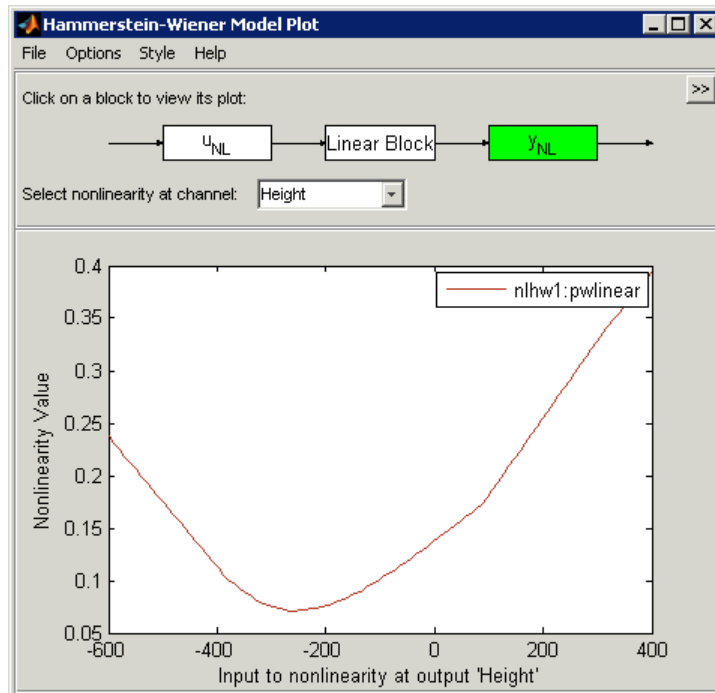 Hammerstein-Wiener Model Plot
File Options Style Help
Click on a block to view its plot:
>>
u_NL Linear Block y_NL
Select nonlinearity at channel: Height
nlhw1:pwlinear
0.4
0.35
0.3
0.25
0.2
0.15
0.1
0.05
Nonlinearity Value
-600 -400 -200 0 200 400
Input to nonlinearity at output 'Height'